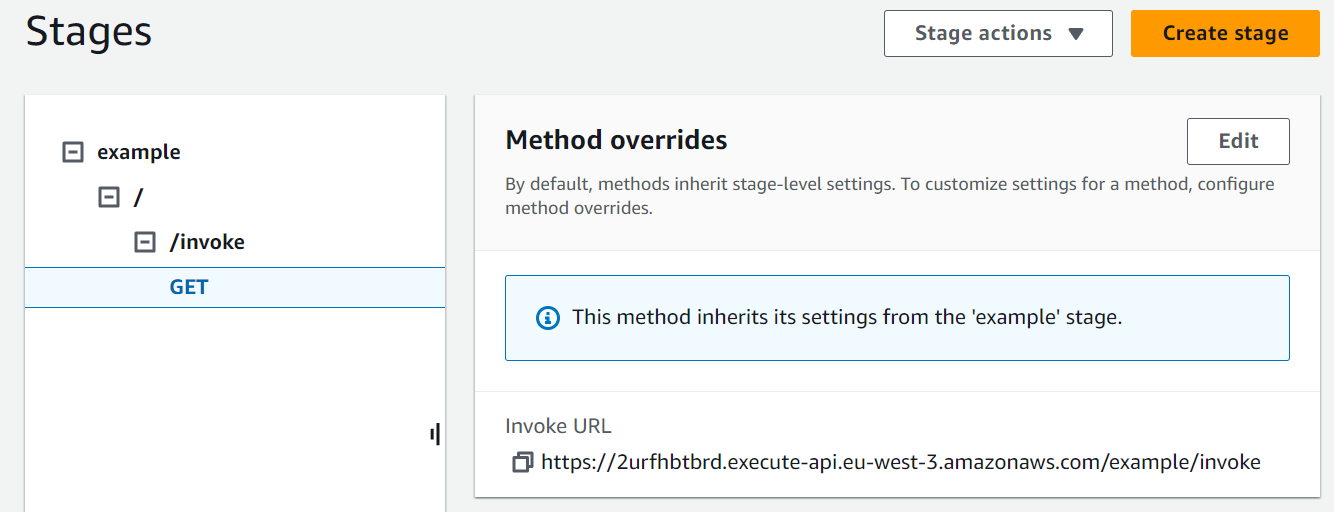 Stages
Stage actions
Create stage
example
/
/invoke
GET
Method overrides
Edit
By default, methods inherit stage-level settings. To customize settings for a method, configure
method overrides.
This method inherits its settings from the 'example' stage.
Invoke URL
https://2urfhbtbrd.execute-api.eu-west-3.amazonaws.com/example/invoke